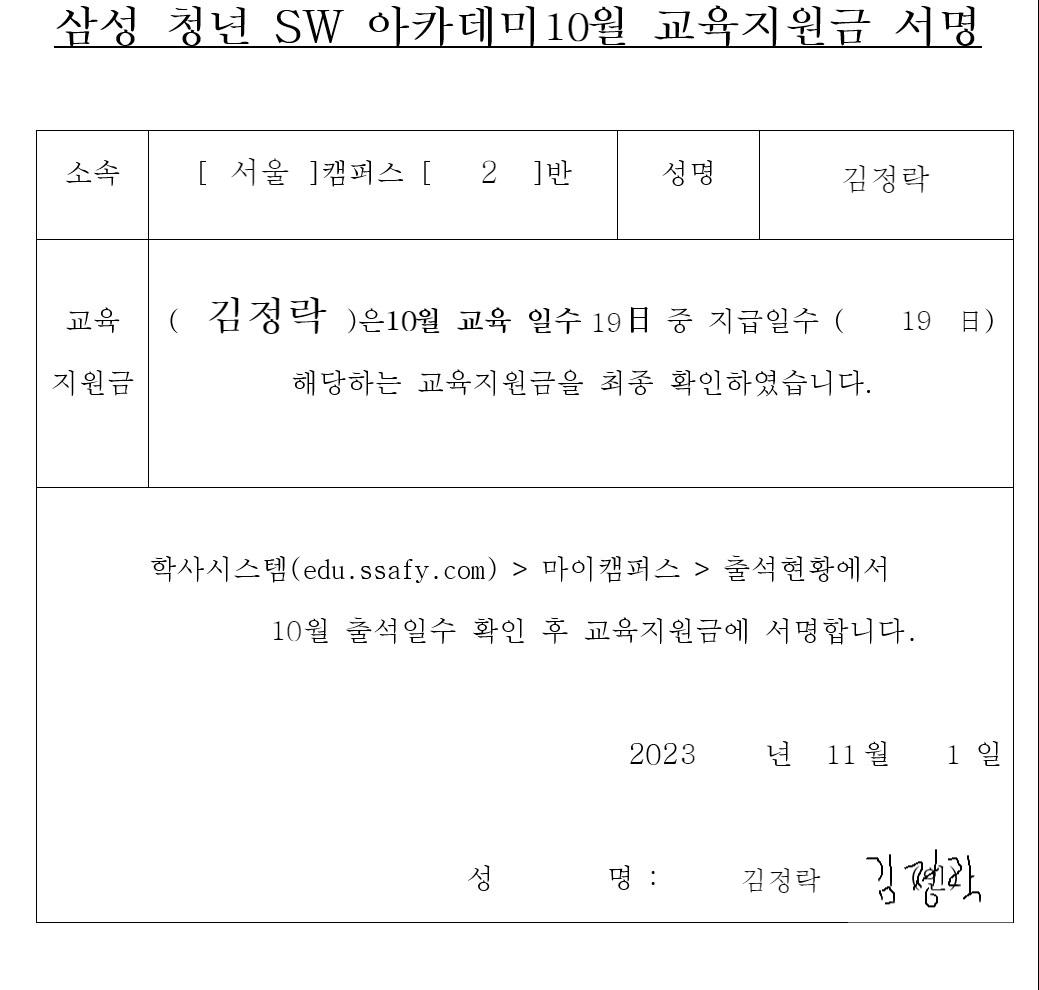 삼성 청년 SW 아카데미10월 교육지원금 서명
소속 [ 서울 ]캠퍼스 [ 2 ]반 성명 김정락
교육 ( 김정락 )은10월 교육 일수 19日 중 지급일수 ( 19 日)
지원금 해당하는 교육지원금을 최종 확인하였습니다.
학사시스템(edu.ssafy.com) > 마이캠퍼스 > 출석현황에서
10월 출석일수 확인 후 교육지원금에 서명합니다.
2023 년 11월 1 일
성 명 : 김정락 김정락